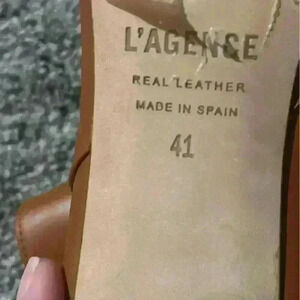 L'AGENCE
REAL LEATHER
MADE IN SPAIN
41